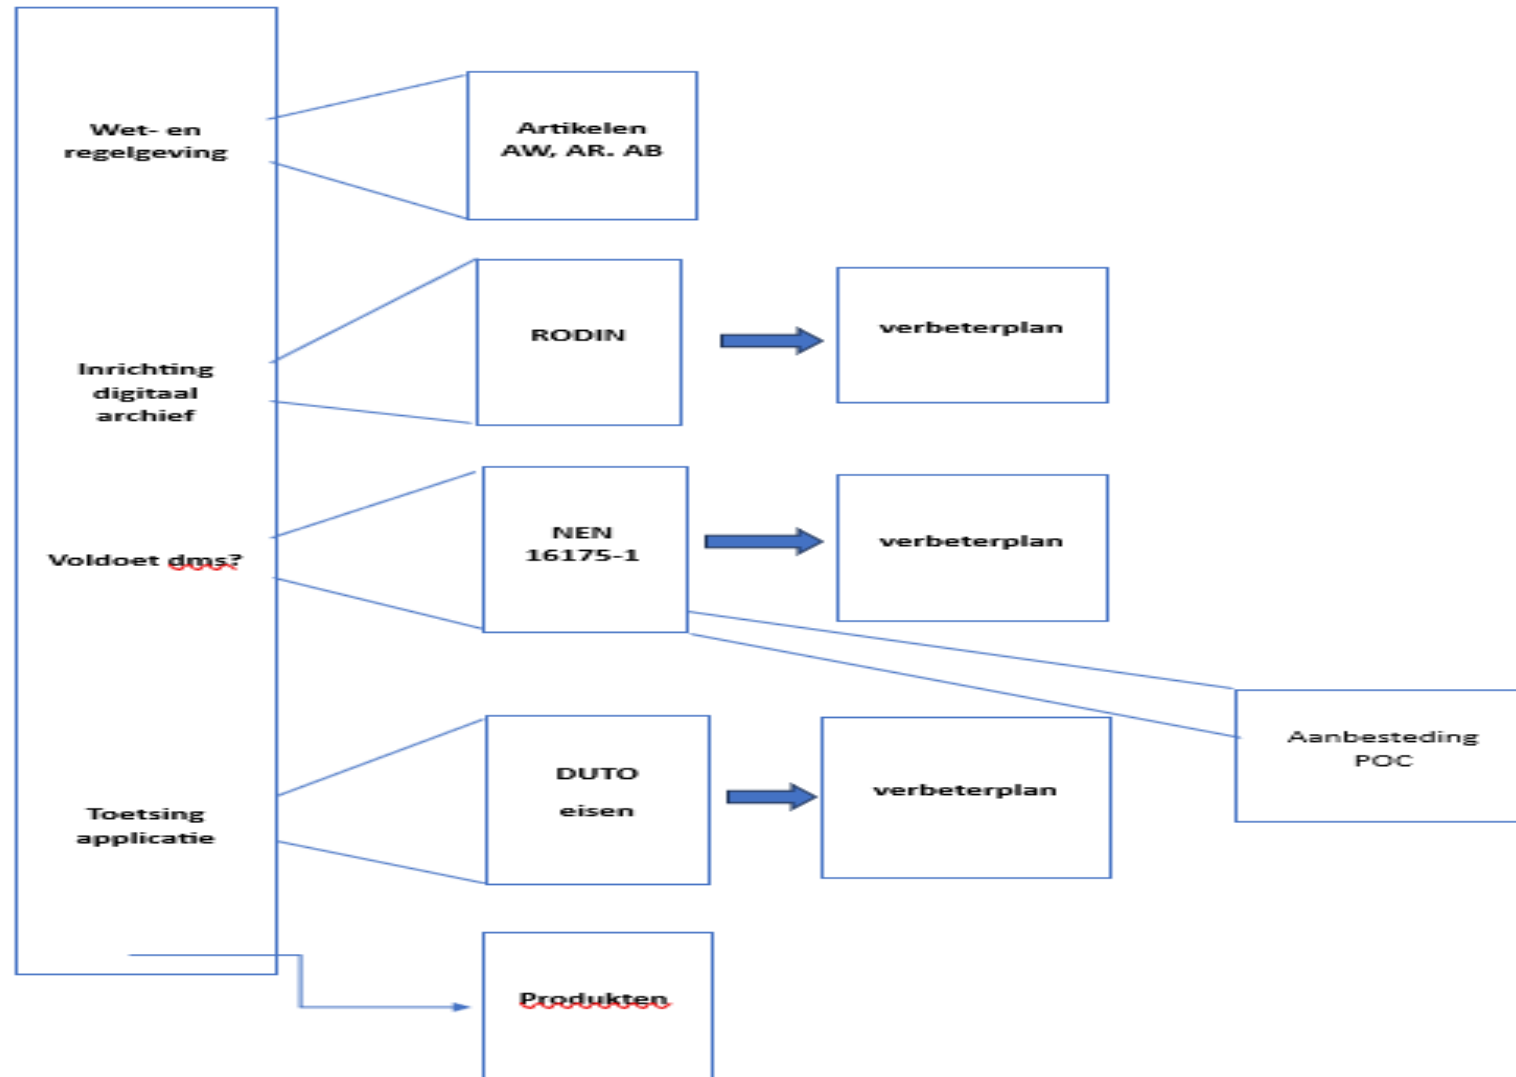 Wet- en
regelgeving
Artikelen
AW, AR. AB
Inrichting
digitaal
archief
RODIN
verbeterplan
Voldoet dms?
NEN
16175-1
verbeterplan
Toetsing
applicatie
DUTO
eisen
verbeterplan
Aanbesteding
POC
Produkten